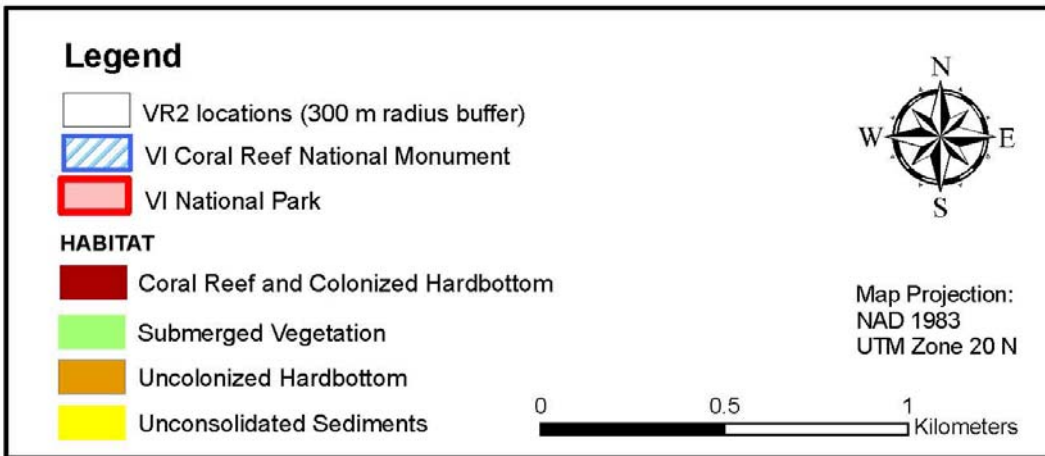 Legend
VR2 locations (300 m radius buffer)
VI Coral Reef National Monument
VI National Park
HABITAT
Coral Reef and Colonized Hardbottom
Submerged Vegetation
Uncolonized Hardbottom
Unconsolidated Sediments
N
W
E
S
Map Projection:
NAD 1983
UTM Zone 20 N
0
0.5
1
Kilometers